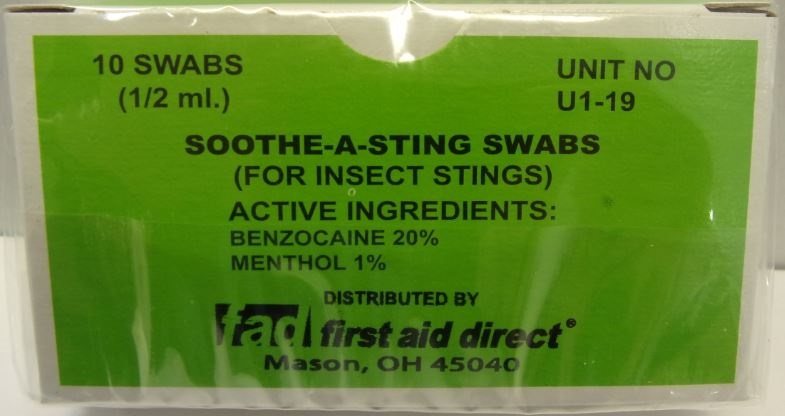 10 SWABS
(1/2 ml.)
UNIT NO
U1-19
SOOTHE-A-STING SWABS
(FOR INSECT STINGS)
ACTIVE INGREDIENTS:
BENZOCAINE 20%
MENTHOL 1%
DISTRIBUTED BY
fad first aid direct®
Mason, OH 45040